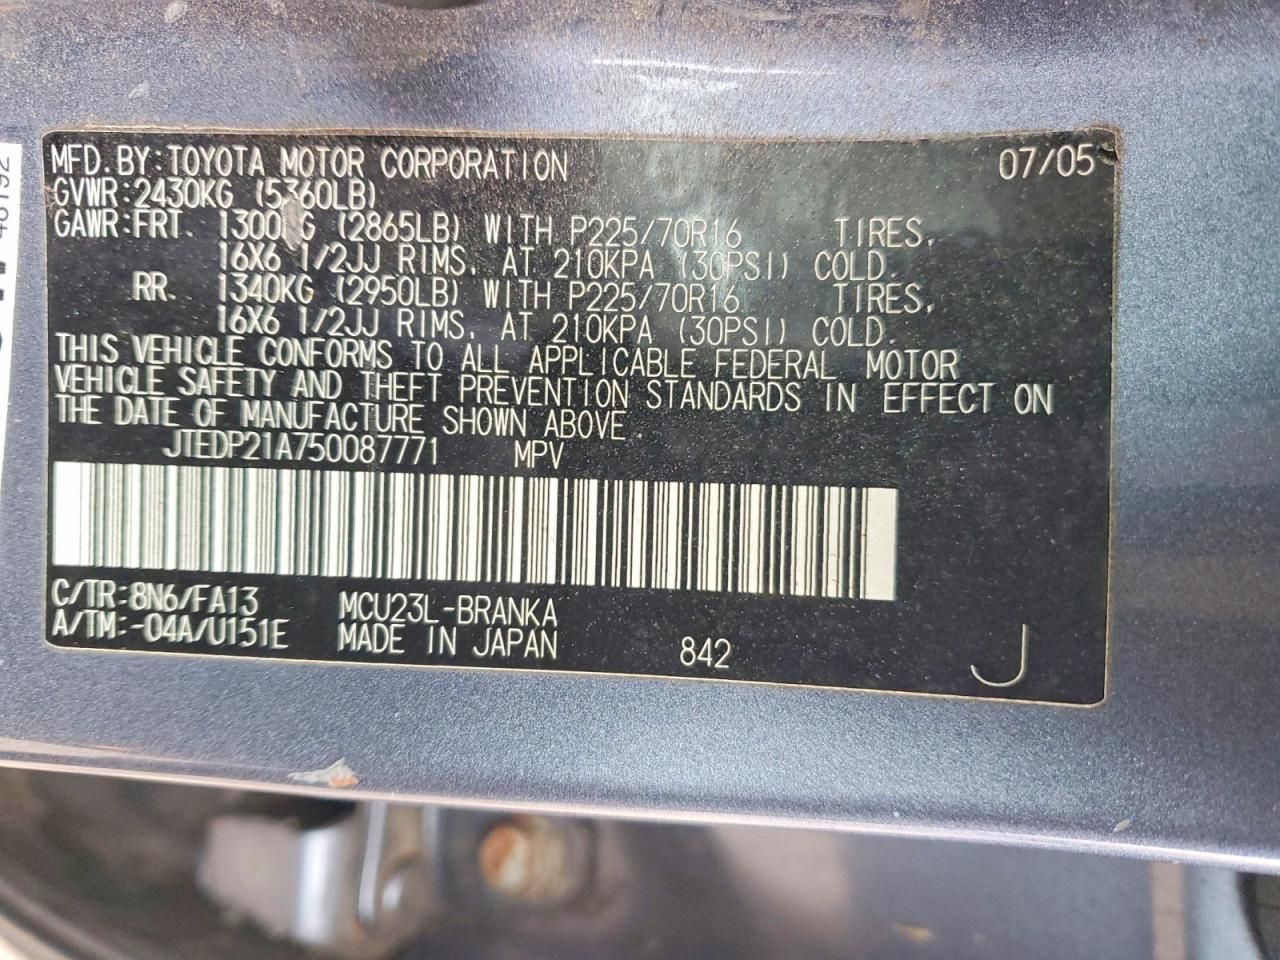 MFD.BY:TOYOTA MOTOR CORPORATION 07/05
GVWR:2430KG (5360LB)
GAWR:FRT. 1300KG (2865LB) WITH P225/70R16 TIRES,
16X6 1/2JJ RIMS, AT 210KPA (30PSI) COLD.
RR. 1340KG (2950LB) WITH P225/70R16 TIRES,
16X6 1/2JJ RIMS, AT 210KPA (30PSI) COLD.
THIS VEHICLE CONFORMS TO ALL APPLICABLE FEDERAL MOTOR
VEHICLE SAFETY AND THEFT PREVENTION STANDARDS IN EFFECT ON
THE DATE OF MANUFACTURE SHOWN ABOVE
JTEDP21A750087771 MPV
C/TR:8N6/FA13 MCU23L-BRANKA
A/TM:-04A/U151E MADE IN JAPAN 842 J